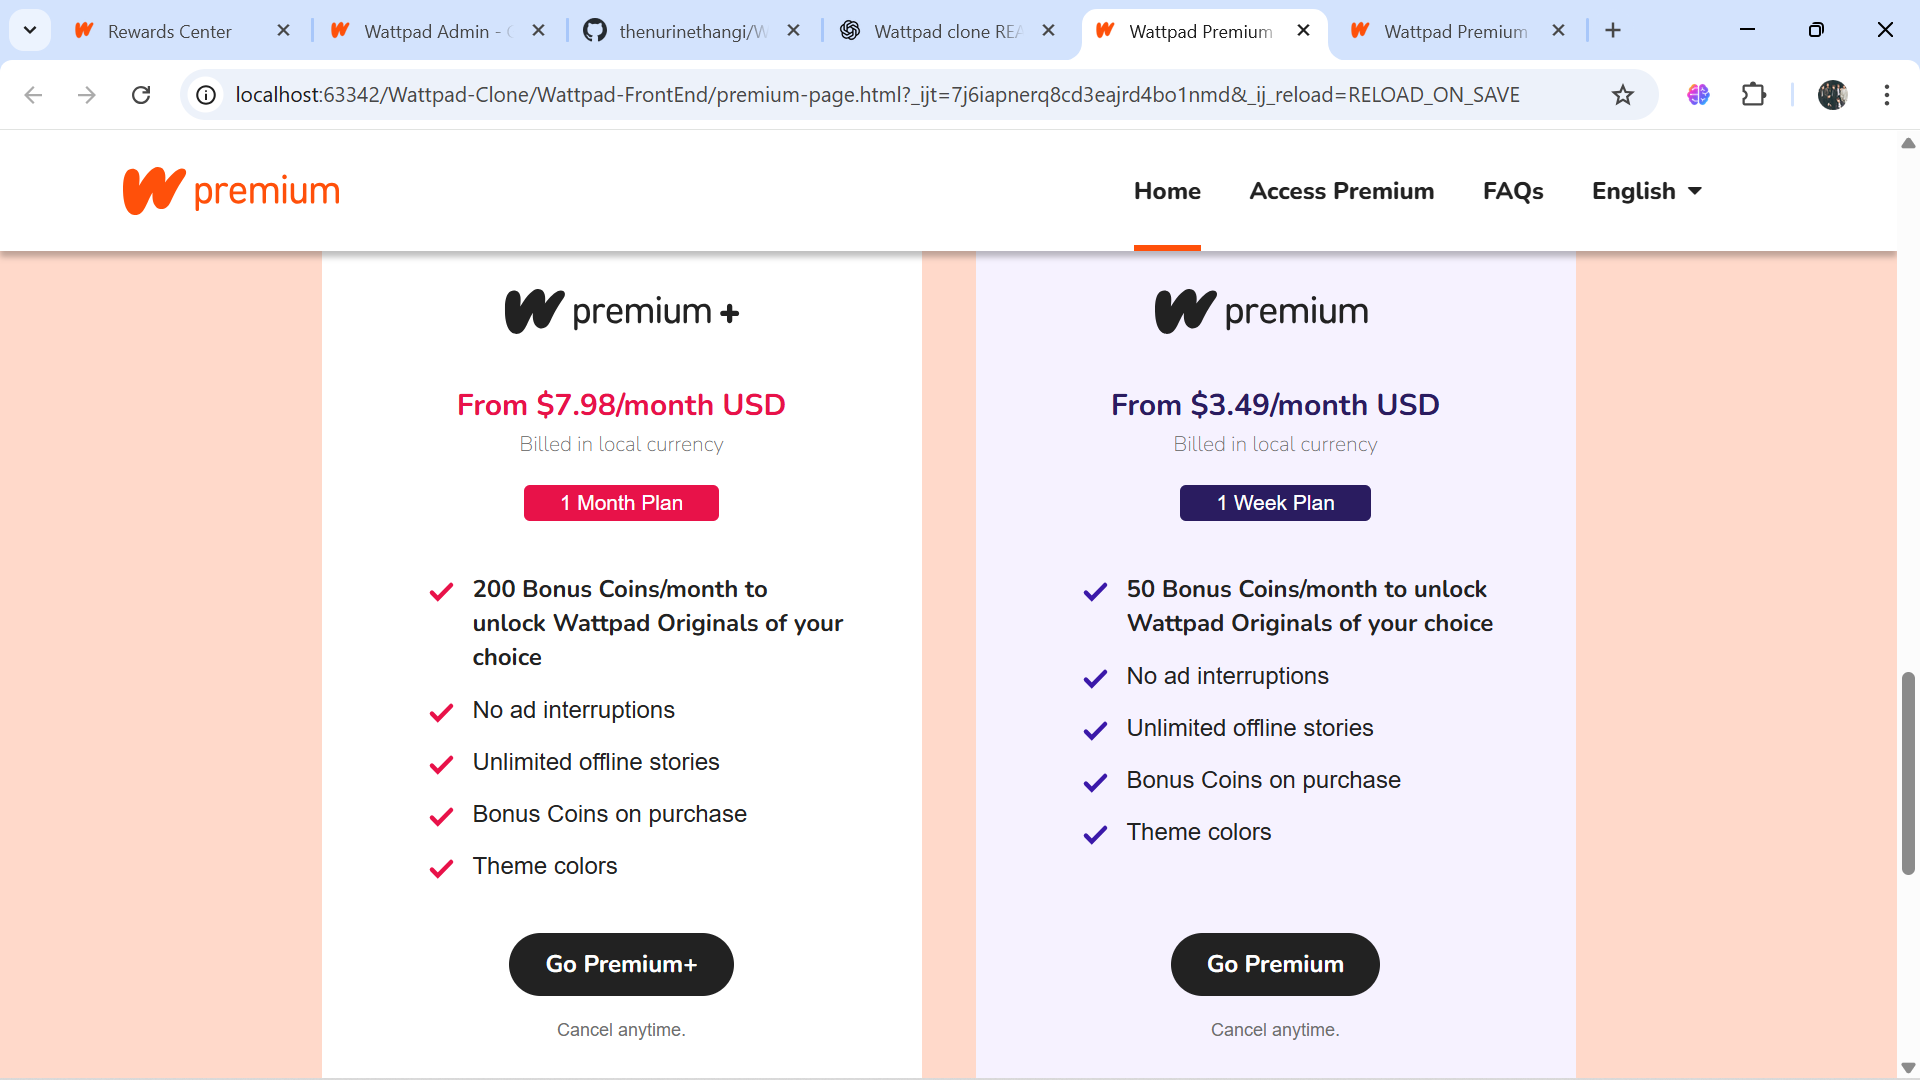 Rewards Center
Wattpad Admin -
thenurinethangi/W
Wattpad clone REA
Wattpad Premium
Wattpad Premium
localhost:63342/Wattpad-Clone/Wattpad-FrontEnd/premium-page.html?_ijt=7j6iapnerq8cd3eajrd4bo1nmd&_ij_reload=RELOAD_ON_SAVE
premium
Home
Access Premium
FAQs
English
premium +
From $7.98/month USD
Billed in local currency
1 Month Plan
200 Bonus Coins/month to
unlock Wattpad Originals of your
choice
No ad interruptions
Unlimited offline stories
Bonus Coins on purchase
Theme colors
Go Premium+
Cancel anytime.
premium
From $3.49/month USD
Billed in local currency
1 Week Plan
50 Bonus Coins/month to unlock
Wattpad Originals of your choice
No ad interruptions
Unlimited offline stories
Bonus Coins on purchase
Theme colors
Go Premium
Cancel anytime.